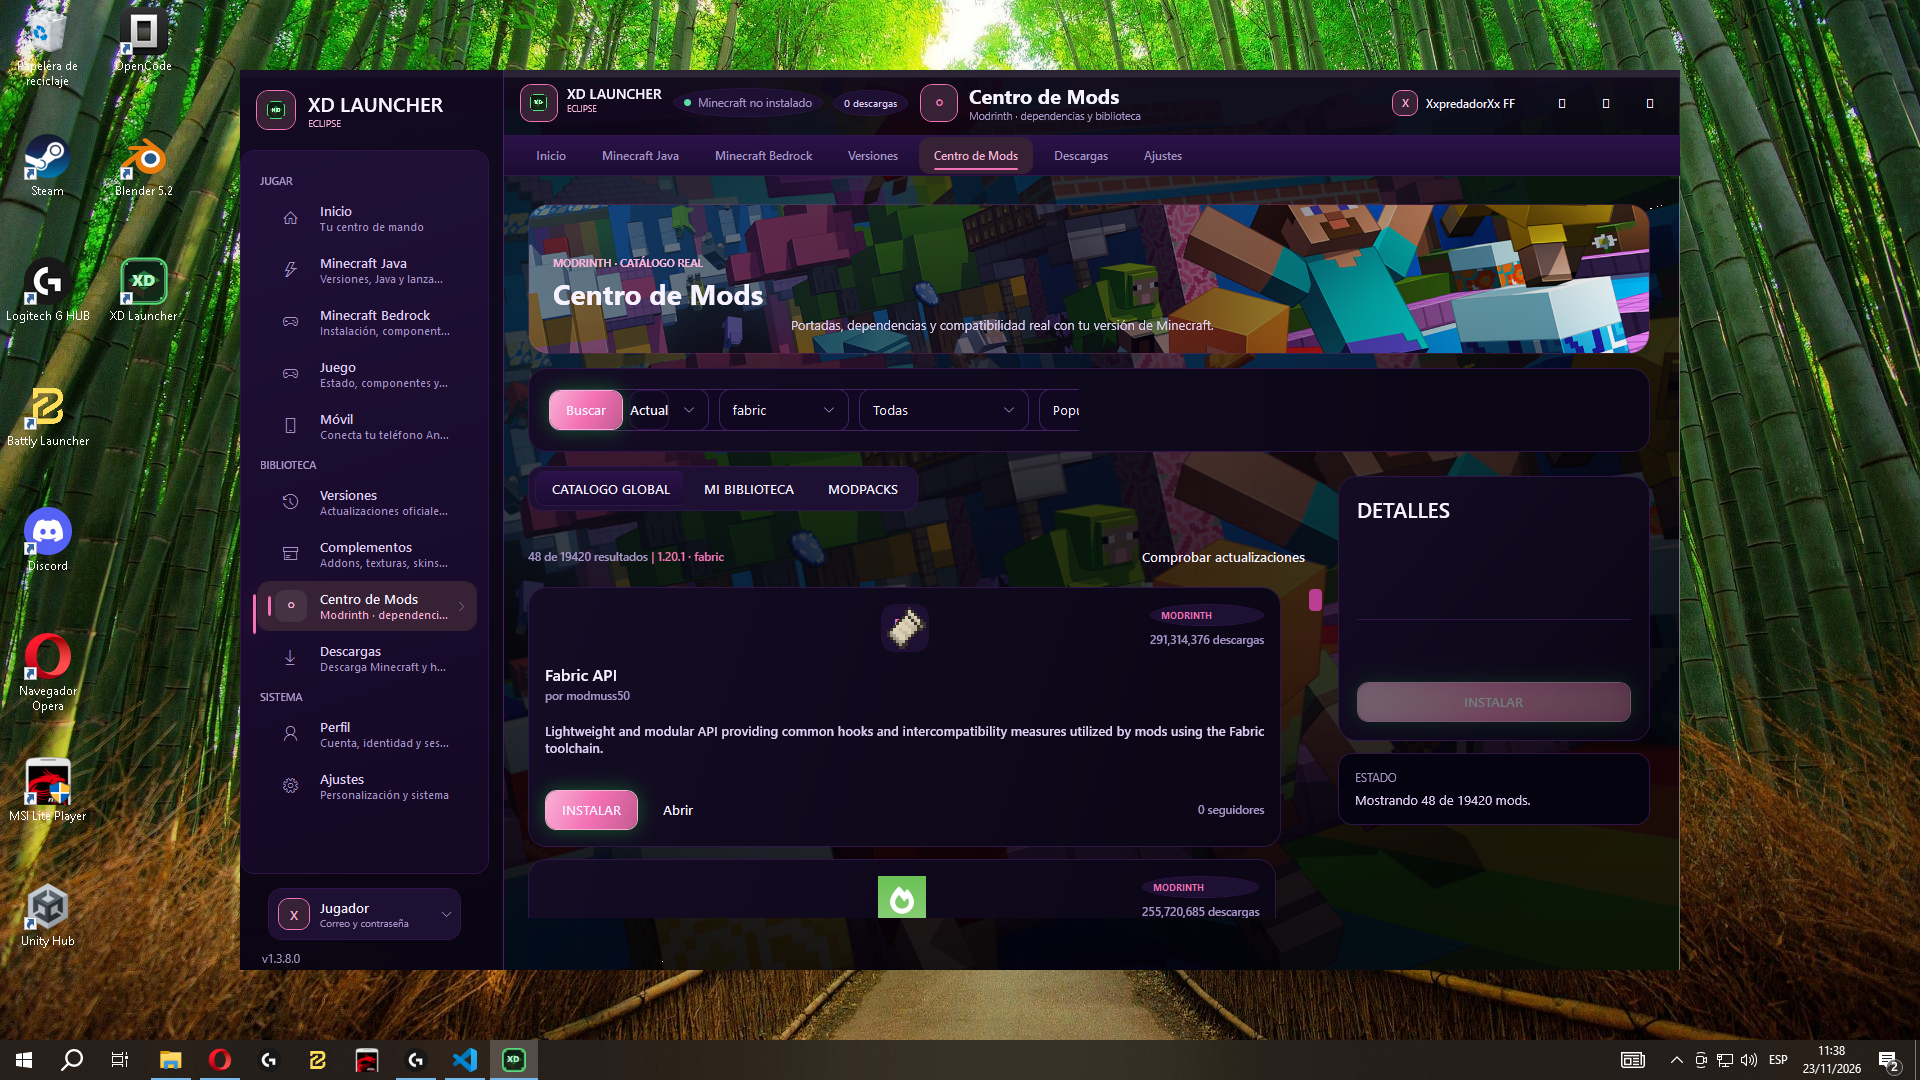 Papelera de
reciclaje
OpenCode
Steam
Blender 5.2
Logitech G HUB
XD
XD Launcher
Battly Launcher
Discord
Navegador
Opera
MSI Lite Player
Unity Hub
XD
XD LAUNCHER
ECLIPSE
JUGAR
Inicio
Tu centro de mando
Minecraft Java
Versiones, Java y lanza...
Minecraft Bedrock
Instalación, component...
Juego
Estado, componentes y...
Móvil
Conecta tu teléfono An...
BIBLIOTECA
Versiones
Actualizaciones oficiale...
Complementos
Addons, texturas, skins...
Centro de Mods
Modrinth · dependenci...
Descargas
Descarga Minecraft y h...
SISTEMA
Perfil
Cuenta, identidad y ses...
Ajustes
Personalización y sistema
X
Jugador
Correo y contraseña
v1.3.8.0
XD
XD LAUNCHER
ECLIPSE
Minecraft no instalado
0 descargas
Centro de Mods
Modrinth · dependencias y biblioteca
X
XxpredadorXx FF
Inicio
Minecraft Java
Minecraft Bedrock
Versiones
Centro de Mods
Descargas
Ajustes
MODRINTH · CATÁLOGO REAL
Centro de Mods
Portadas, dependencias y compatibilidad real con tu versión de Minecraft.
Buscar
Actual
fabric
Todas
Popu
CATALOGO GLOBAL
MI BIBLIOTECA
MODPACKS
48 de 19420 resultados | 1.20.1 · fabric
Comprobar actualizaciones
MODRINTH
291,314,376 descargas
Fabric API
por modmuss50
Lightweight and modular API providing common hooks and intercompatibility measures utilized by mods using the Fabric
toolchain.
INSTALAR
Abrir
0 seguidores
MODRINTH
255,720,685 descargas
DETALLES
INSTALAR
ESTADO
Mostrando 48 de 19420 mods.
XD
ESP
11:38
23/11/2026
2